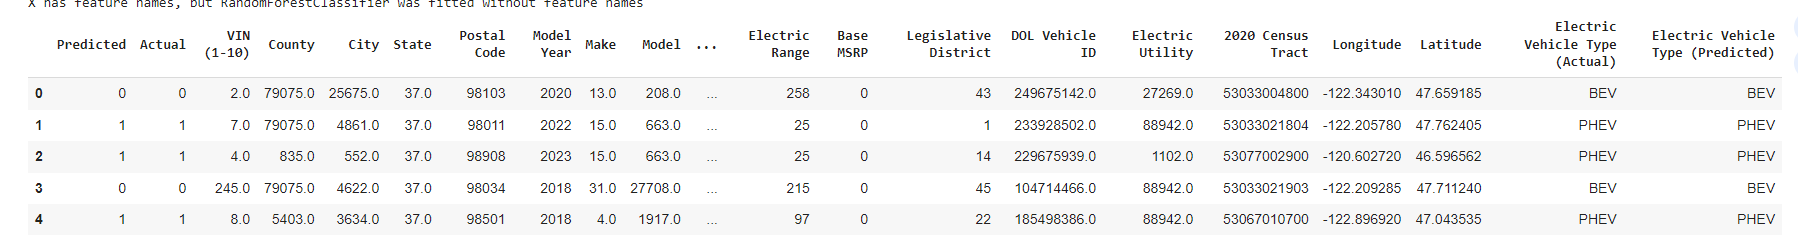 X has feature names, but RandomForestClassifier was fitted without feature names
Predicted Actual VIN (1-10) County City State Postal Code Model Year Make Model ... Electric Range Base MSRP Legislative District DOL Vehicle ID Electric Utility 2020 Census Tract Longitude Latitude Electric Vehicle Type (Actual) Electric Vehicle Type (Predicted)
0 0 0 2.0 79075.0 25675.0 37.0 98103 2020 13.0 208.0 ... 258 0 43 249675142.0 27269.0 53033004800 -122.343010 47.659185 BEV BEV
1 1 1 7.0 79075.0 4861.0 37.0 98011 2022 15.0 663.0 ... 25 0 1 233928502.0 88942.0 53033021804 -122.205780 47.762405 PHEV PHEV
2 1 1 4.0 835.0 552.0 37.0 98908 2023 15.0 663.0 ... 25 0 14 229675939.0 1102.0 53077002900 -120.602720 46.596562 PHEV PHEV
3 0 0 245.0 79075.0 4622.0 37.0 98034 2018 31.0 27708.0 ... 215 0 45 104714466.0 88942.0 53033021903 -122.209285 47.711240 BEV BEV
4 1 1 8.0 5403.0 3634.0 37.0 98501 2018 4.0 1917.0 ... 97 0 22 185498386.0 88942.0 53067010700 -122.896920 47.043535 PHEV PHEV